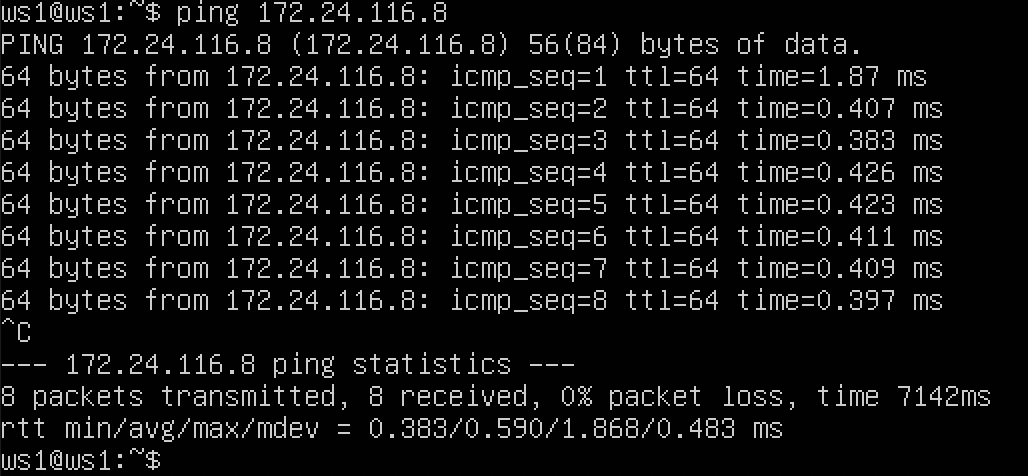 ws1@ws1:~$ ping 172.24.116.8
PING 172.24.116.8 (172.24.116.8) 56(84) bytes of data.
64 bytes from 172.24.116.8: icmp_seq=1 ttl=64 time=1.87 ms
64 bytes from 172.24.116.8: icmp_seq=2 ttl=64 time=0.407 ms
64 bytes from 172.24.116.8: icmp_seq=3 ttl=64 time=0.383 ms
64 bytes from 172.24.116.8: icmp_seq=4 ttl=64 time=0.426 ms
64 bytes from 172.24.116.8: icmp_seq=5 ttl=64 time=0.423 ms
64 bytes from 172.24.116.8: icmp_seq=6 ttl=64 time=0.411 ms
64 bytes from 172.24.116.8: icmp_seq=7 ttl=64 time=0.409 ms
64 bytes from 172.24.116.8: icmp_seq=8 ttl=64 time=0.397 ms
^C
--- 172.24.116.8 ping statistics ---
8 packets transmitted, 8 received, 0% packet loss, time 7142ms
rtt min/avg/max/mdev = 0.383/0.590/1.868/0.483 ms
ws1@ws1:~$